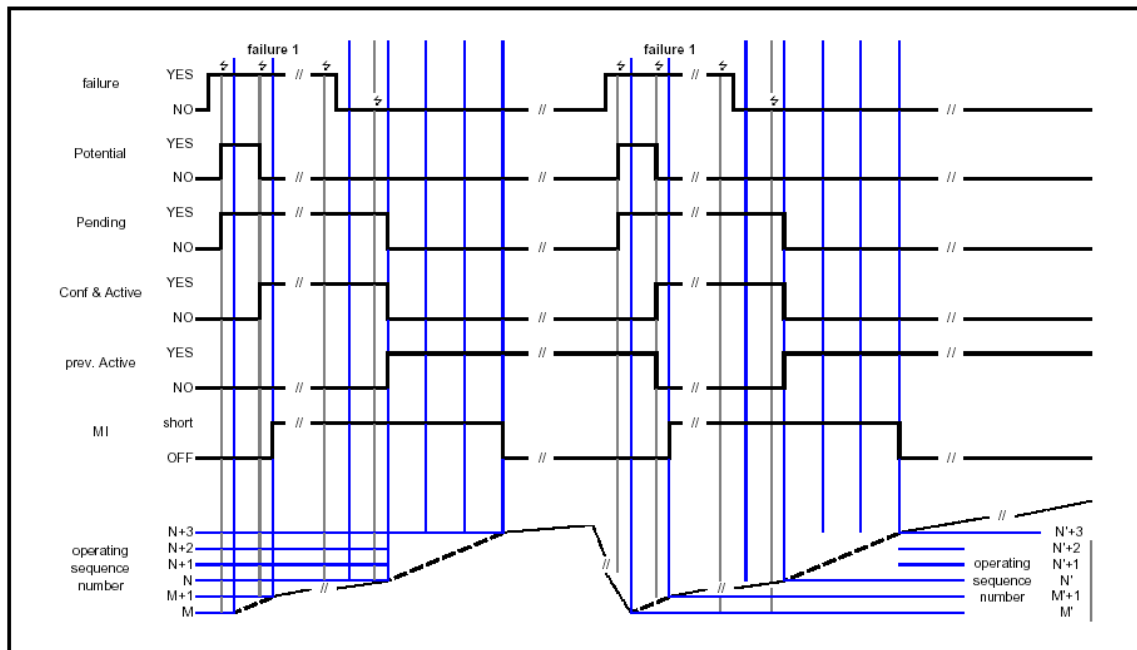 failure 1
failure 1
failure
YES
NO
//
//
//
//
Potential
YES
NO
//
//
//
//
Pending
YES
NO
//
//
//
//
Conf & Active
YES
NO
//
//
//
//
prev. Active
YES
NO
//
//
//
//
MI
short
OFF
//
//
//
//
operating
sequence
number
N+3
N+2
N+1
N
M+1
M
//
//
//
//
operating
sequence
number
N'+3
N'+2
N'+1
N'
M'+1
M'